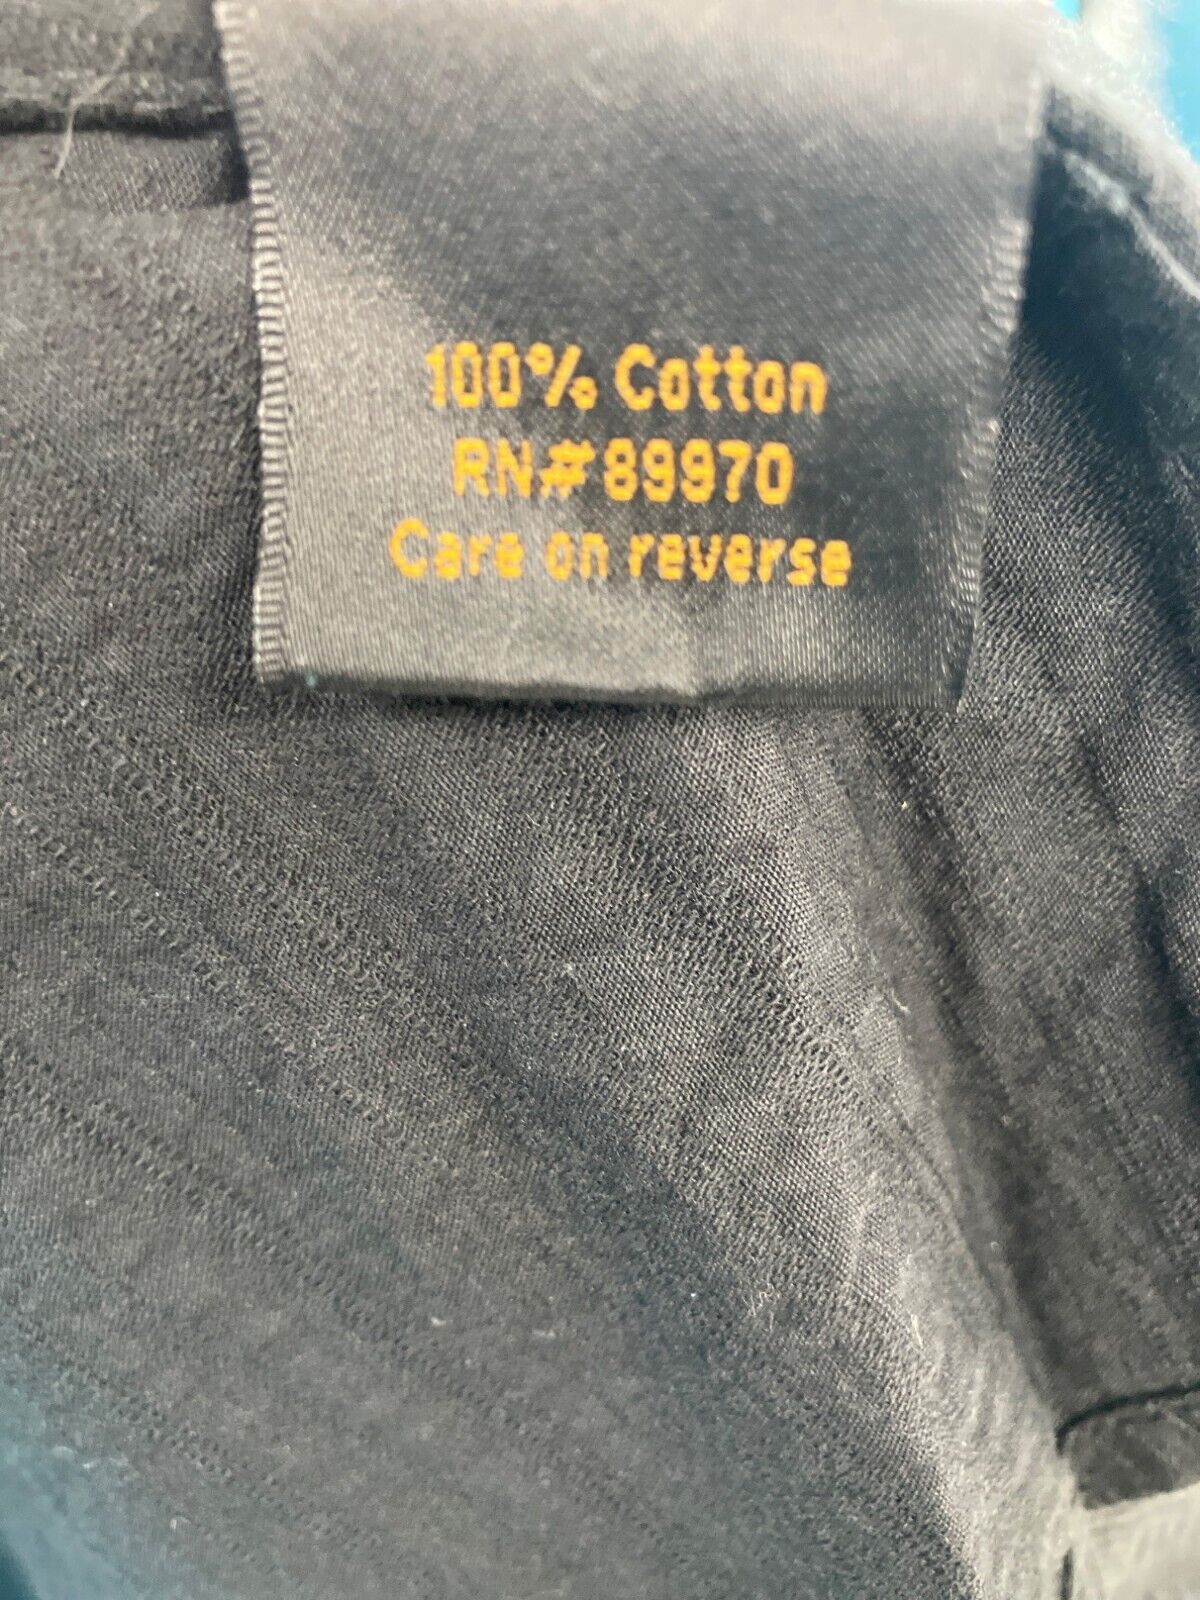 100% Cotton
RN# 89970
Care on reverse